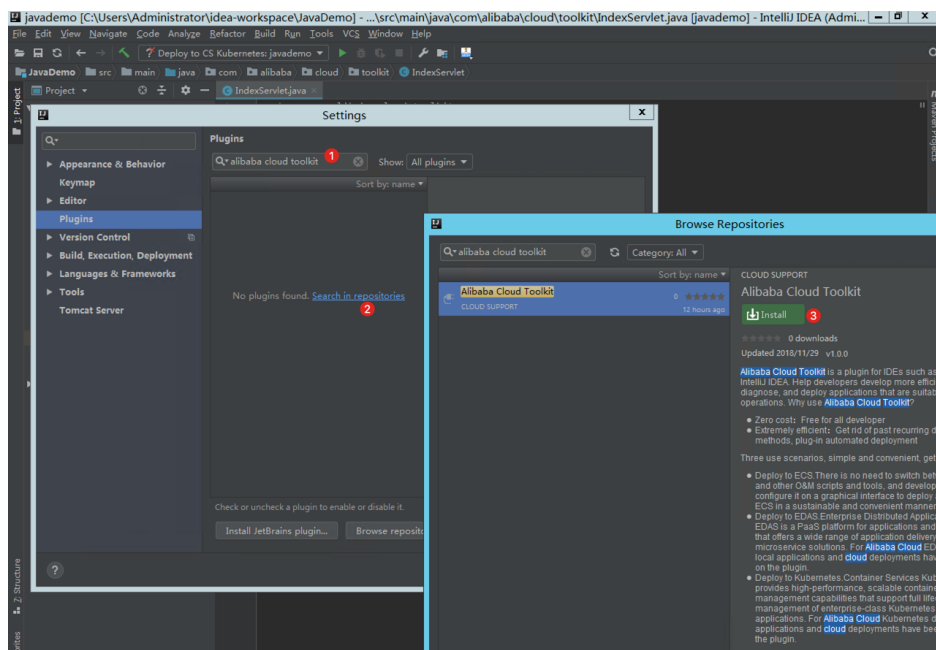 javademo [C:\Users\Administrator\idea-workspace\JavaDemo] - ...\src\main\java\com\alibaba\cloud\toolkit\IndexServlet.java [javademo] - IntelliJ IDEA (Admi...
File Edit View Navigate Code Analyze Refactor Build Run Tools VCS Window Help
Deploy to CS Kubernetes: javademo
JavaDemo src main java com alibaba cloud toolkit IndexServlet
Project
IndexServlet.java
1: Project
Maven Projects
Settings
Plugins
alibaba cloud toolkit
1
Show: All plugins
Sort by: name
Appearance & Behavior
Keymap
Editor
Plugins
Version Control
Build, Execution, Deployment
Languages & Frameworks
Tools
Tomcat Server
No plugins found. Search in repositories
2
Check or uncheck a plugin to enable or disable it.
Install JetBrains plugin...
Browse reposito
?
Z: Structure
rites
Browse Repositories
alibaba cloud toolkit
Category: All
Sort by: name
Alibaba Cloud Toolkit
0
CLOUD SUPPORT
12 hours ago
CLOUD SUPPORT
Alibaba Cloud Toolkit
Install
3
0 downloads
Updated 2018/11/29 v1.0.0
Alibaba Cloud Toolkit is a plugin for IDEs such as
IntelliJ IDEA. Help developers develop more effici
diagnose, and deploy applications that are suitab
operations. Why use Alibaba Cloud Toolkit?
Zero cost: Free for all developer
Extremely efficient: Get rid of past recurring d
methods, plug-in automated deployment
Three use scenarios, simple and convenient, get
Deploy to ECS.There is no need to switch bet
and other O&M scripts and tools, and develop
configure it on a graphical interface to deploy a
ECS in a sustainable and convenient manner
Deploy to EDAS.Enterprise Distributed Applica
EDAS is a PaaS platform for applications and
that offers a wide range of application delivery
microservice solutions. For Alibaba Cloud ED
local applications and cloud deployments hav
on the plugin.
Deploy to Kubernetes.Container Services Kub
provides high-performance, scalable containe
management capabilities that support full lifec
management of enterprise-class Kubernetes
applications. For Alibaba Cloud Kubernetes d
applications and cloud deployments have bee
the plugin.